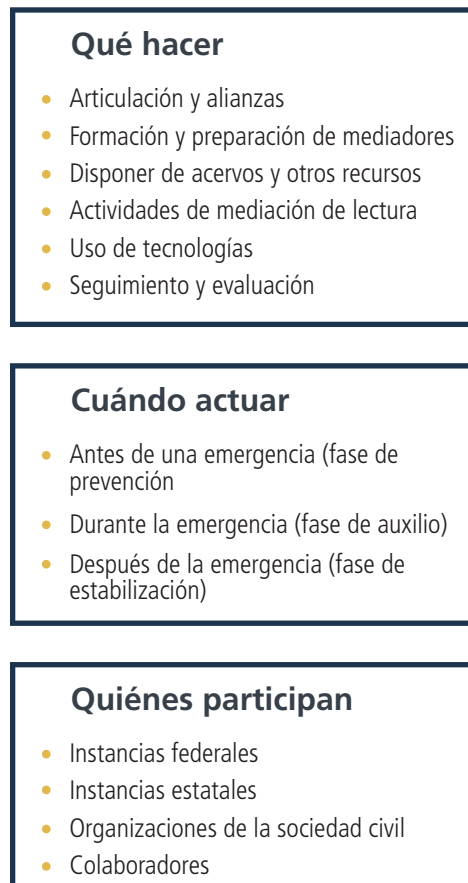 Qué hacer
• Articulación y alianzas
• Formación y preparación de mediadores
• Disponer de acervos y otros recursos
• Actividades de mediación de lectura
• Uso de tecnologías
• Seguimiento y evaluación
Cuándo actuar
• Antes de una emergencia (fase de
prevención
• Durante la emergencia (fase de auxilio)
• Después de la emergencia (fase de
estabilización)
Quiénes participan
• Instancias federales
• Instancias estatales
• Organizaciones de la sociedad civil
• Colaboradores